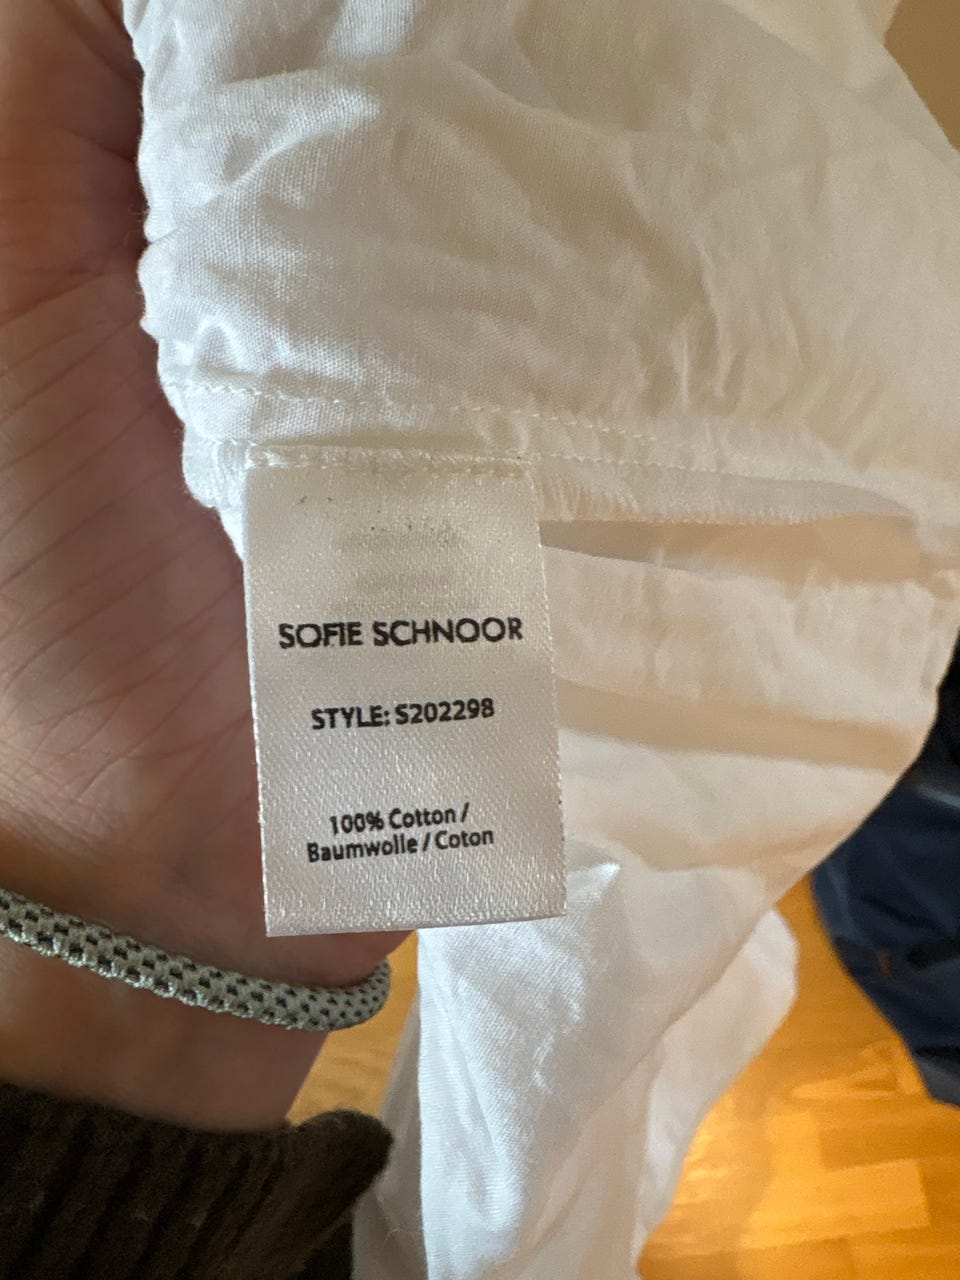 SOFIE SCHNOOR
STYLE: S202298
100% Cotton /
Baumwolle / Coton